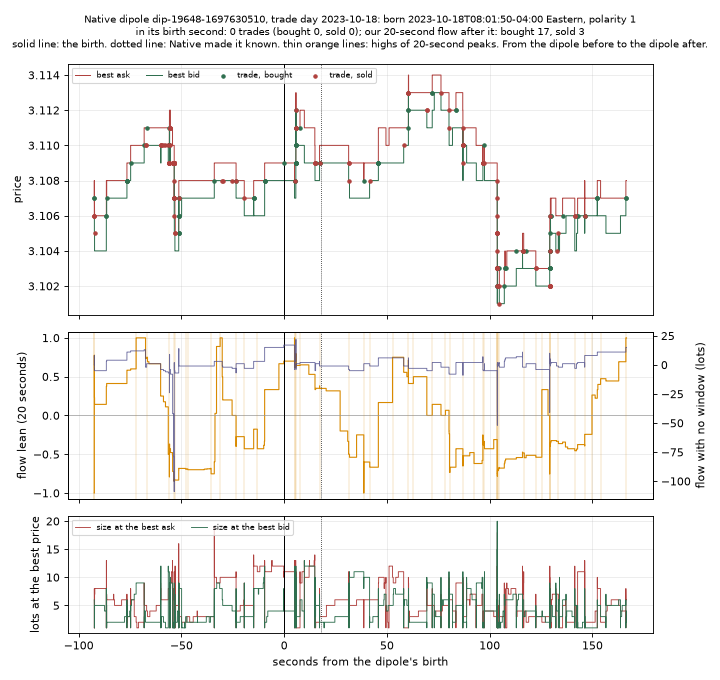 Native dipole dip-19648-1697630510, trade day 2023-10-18: born 2023-10-18T08:01:50-04:00 Eastern, polarity 1
in its birth second: 0 trades (bought 0, sold 0); our 20-second flow after it: bought 17, sold 3
solid line: the birth. dotted line: Native made it known. thin orange lines: highs of 20-second peaks. From the dipole before to the dipole after.
best ask best bid trade, bought trade, sold
3.114
3.112
3.110
3.108
3.106
3.104
3.102
price
1.0
0.5
0.0
−0.5
−1.0
flow lean (20 seconds)
25
0
−25
−50
−75
−100
flow with no window (lots)
size at the best ask size at the best bid
20
15
10
5
lots at the best price
−100 −50 0 50 100 150
seconds from the dipole's birth